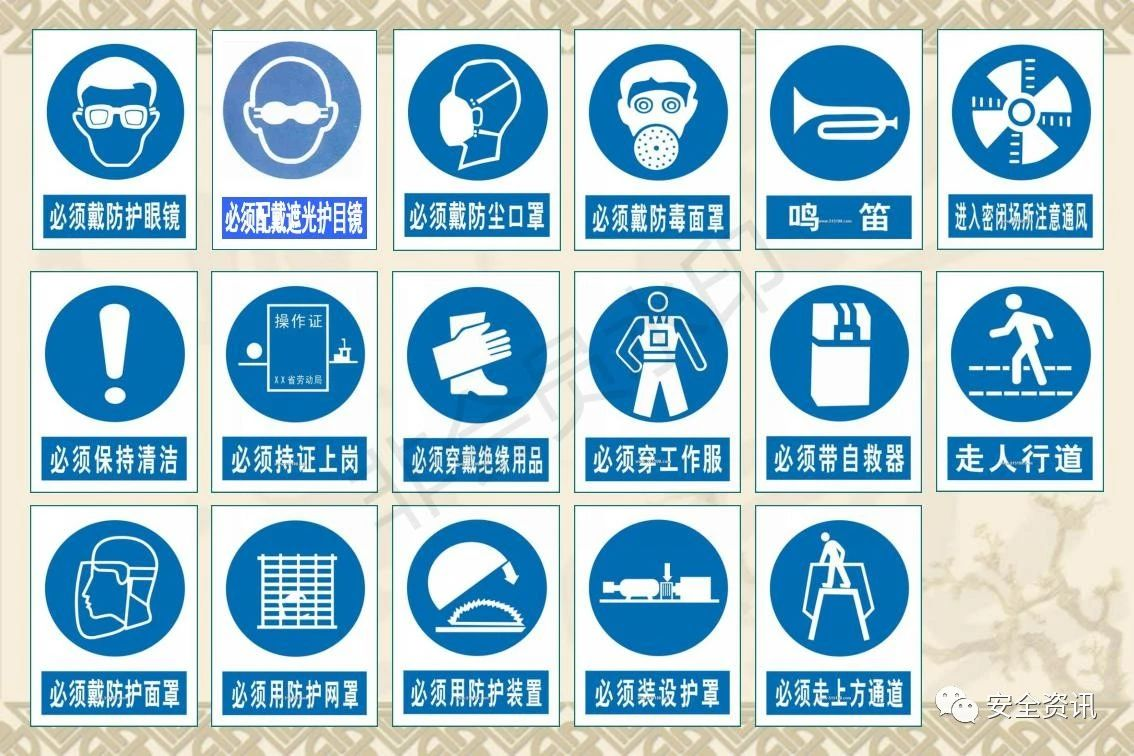 必须戴防护眼镜
必须配戴遮光护目镜
必须戴防尘口罩
必须戴防毒面罩
鸣 笛
进入密闭场所注意通风
操作证
XX省劳动局
必须保持清洁
必须持证上岗
必须穿戴绝缘用品
必须穿工作服
必须带自救器
走人行道
必须戴防护面罩
必须用防护网罩
必须用防护装置
必须装设护罩
必须走上方通道
非会员水印
安全资讯